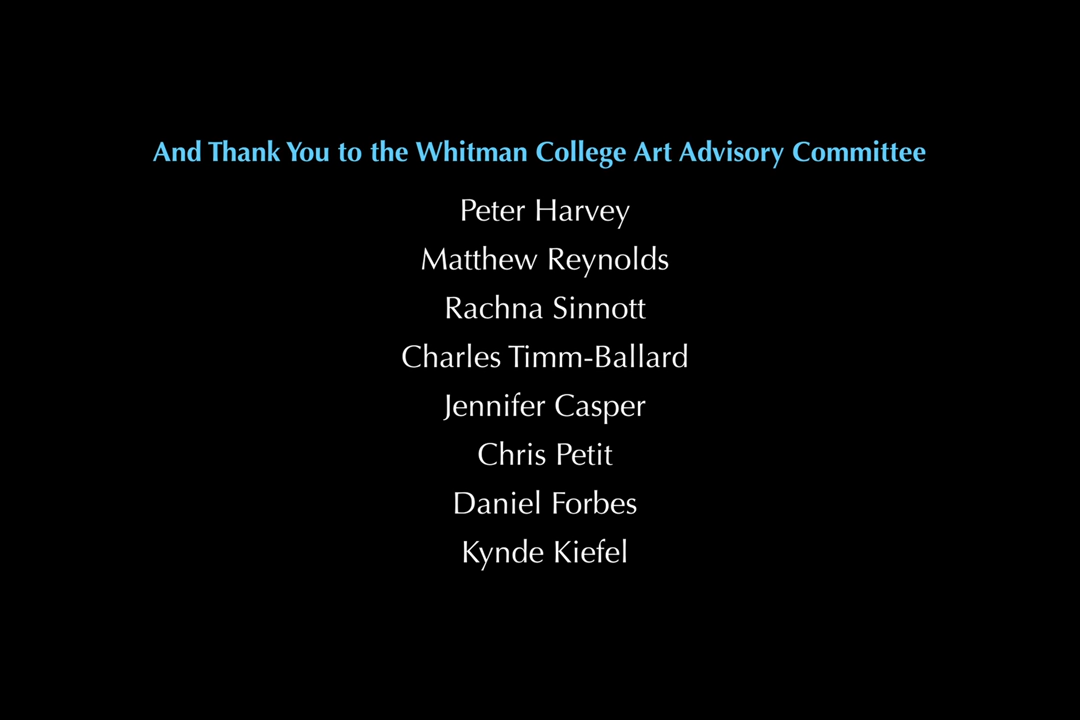 And Thank You to the Whitman College Art Advisory Committee
Peter Harvey
Matthew Reynolds
Rachna Sinnott
Charles Timm-Ballard
Jennifer Casper
Chris Petit
Daniel Forbes
Kynde Kiefel